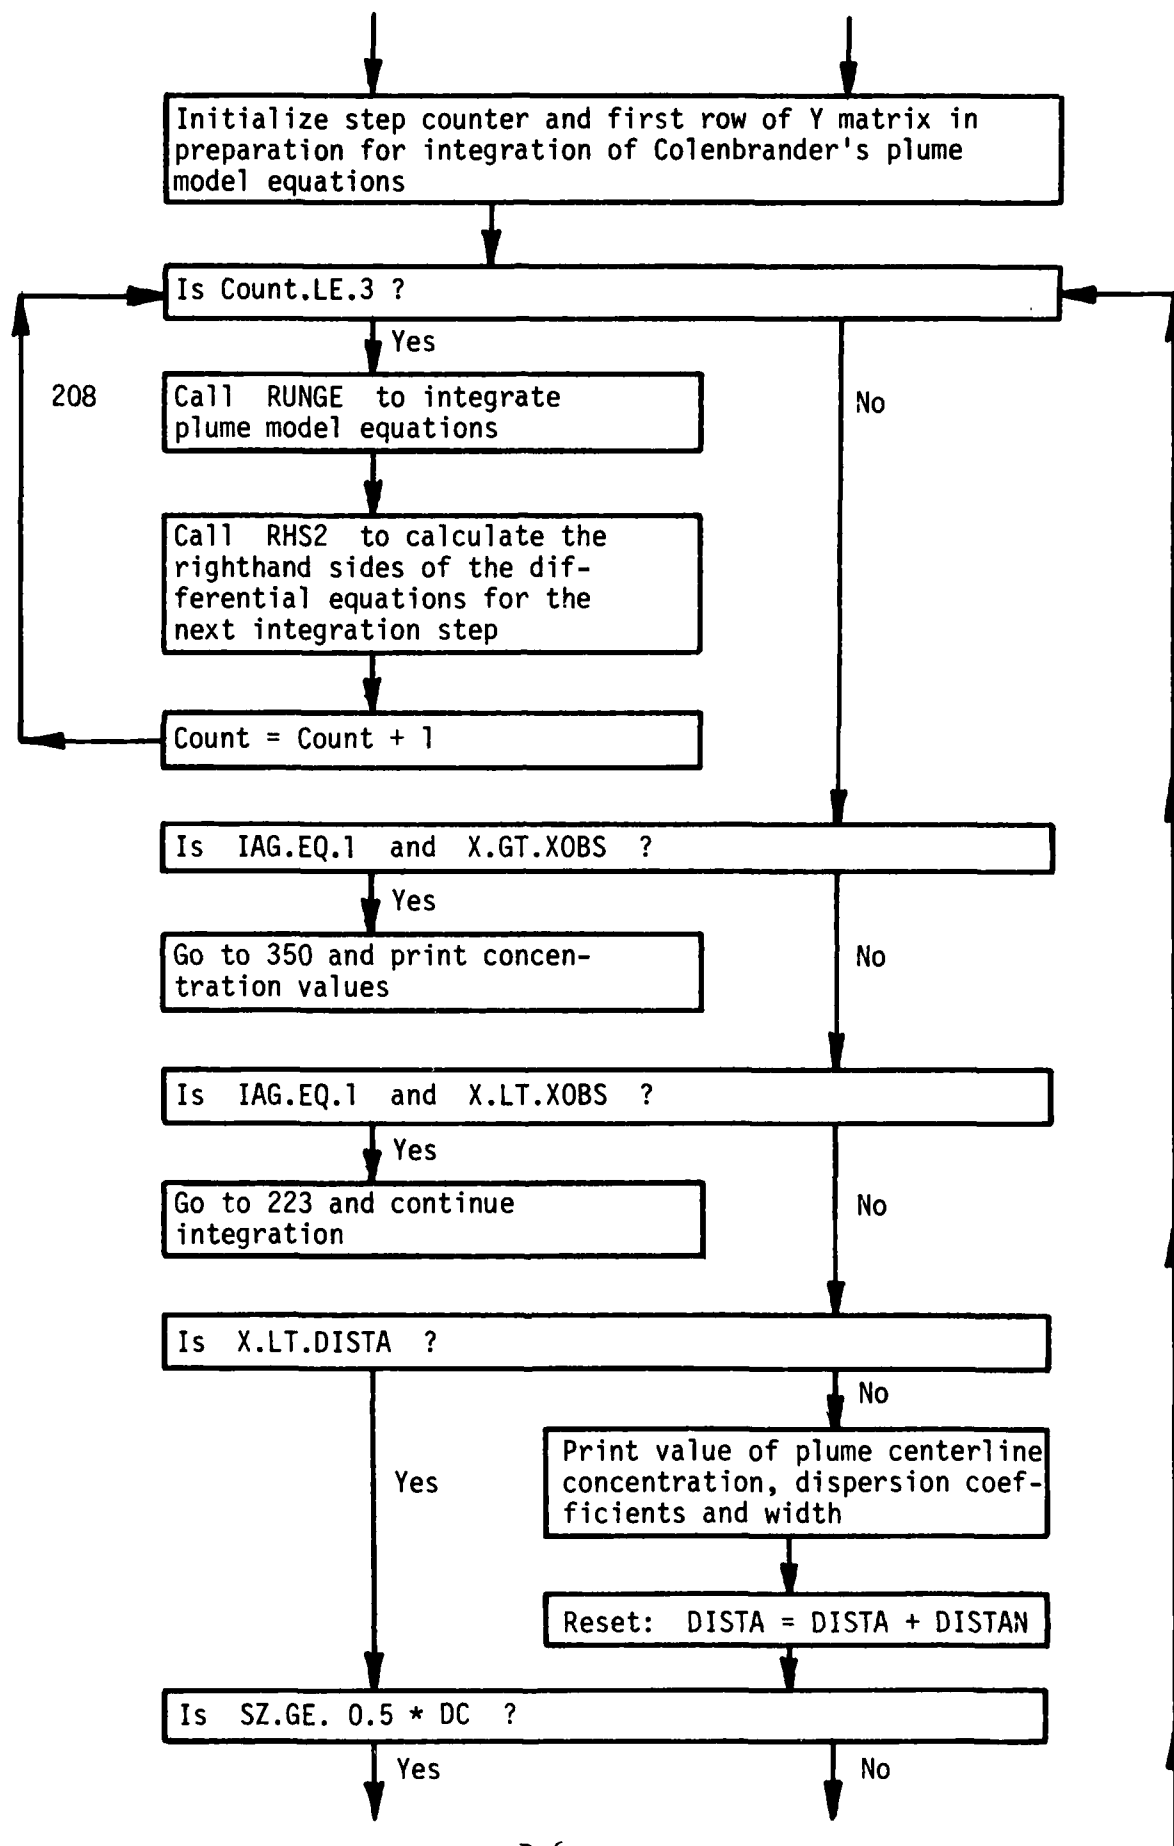 Initialize step counter and first row of Y matrix in
preparation for integration of Colenbrander's plume
model equations
Is Count.LE.3 ?
Yes
208
No
Call RUNGE to integrate
plume model equations
Call RHS2 to calculate the
righthand sides of the dif-
ferential equations for the
next integration step
Count = Count + 1
Is IAG.EQ.1 and X.GT.XOBS ?
Yes
Go to 350 and print concen-
tration values
No
Is IAG.EQ.1 and X.LT.XOBS ?
Yes
Go to 223 and continue
integration
No
Is X.LT.DISTA ?
No
Yes
Print value of plume centerline
concentration, dispersion coef-
ficients and width
Reset: DISTA = DISTA + DISTAN
Is SZ.GE. 0.5 * DC ?
Yes
No